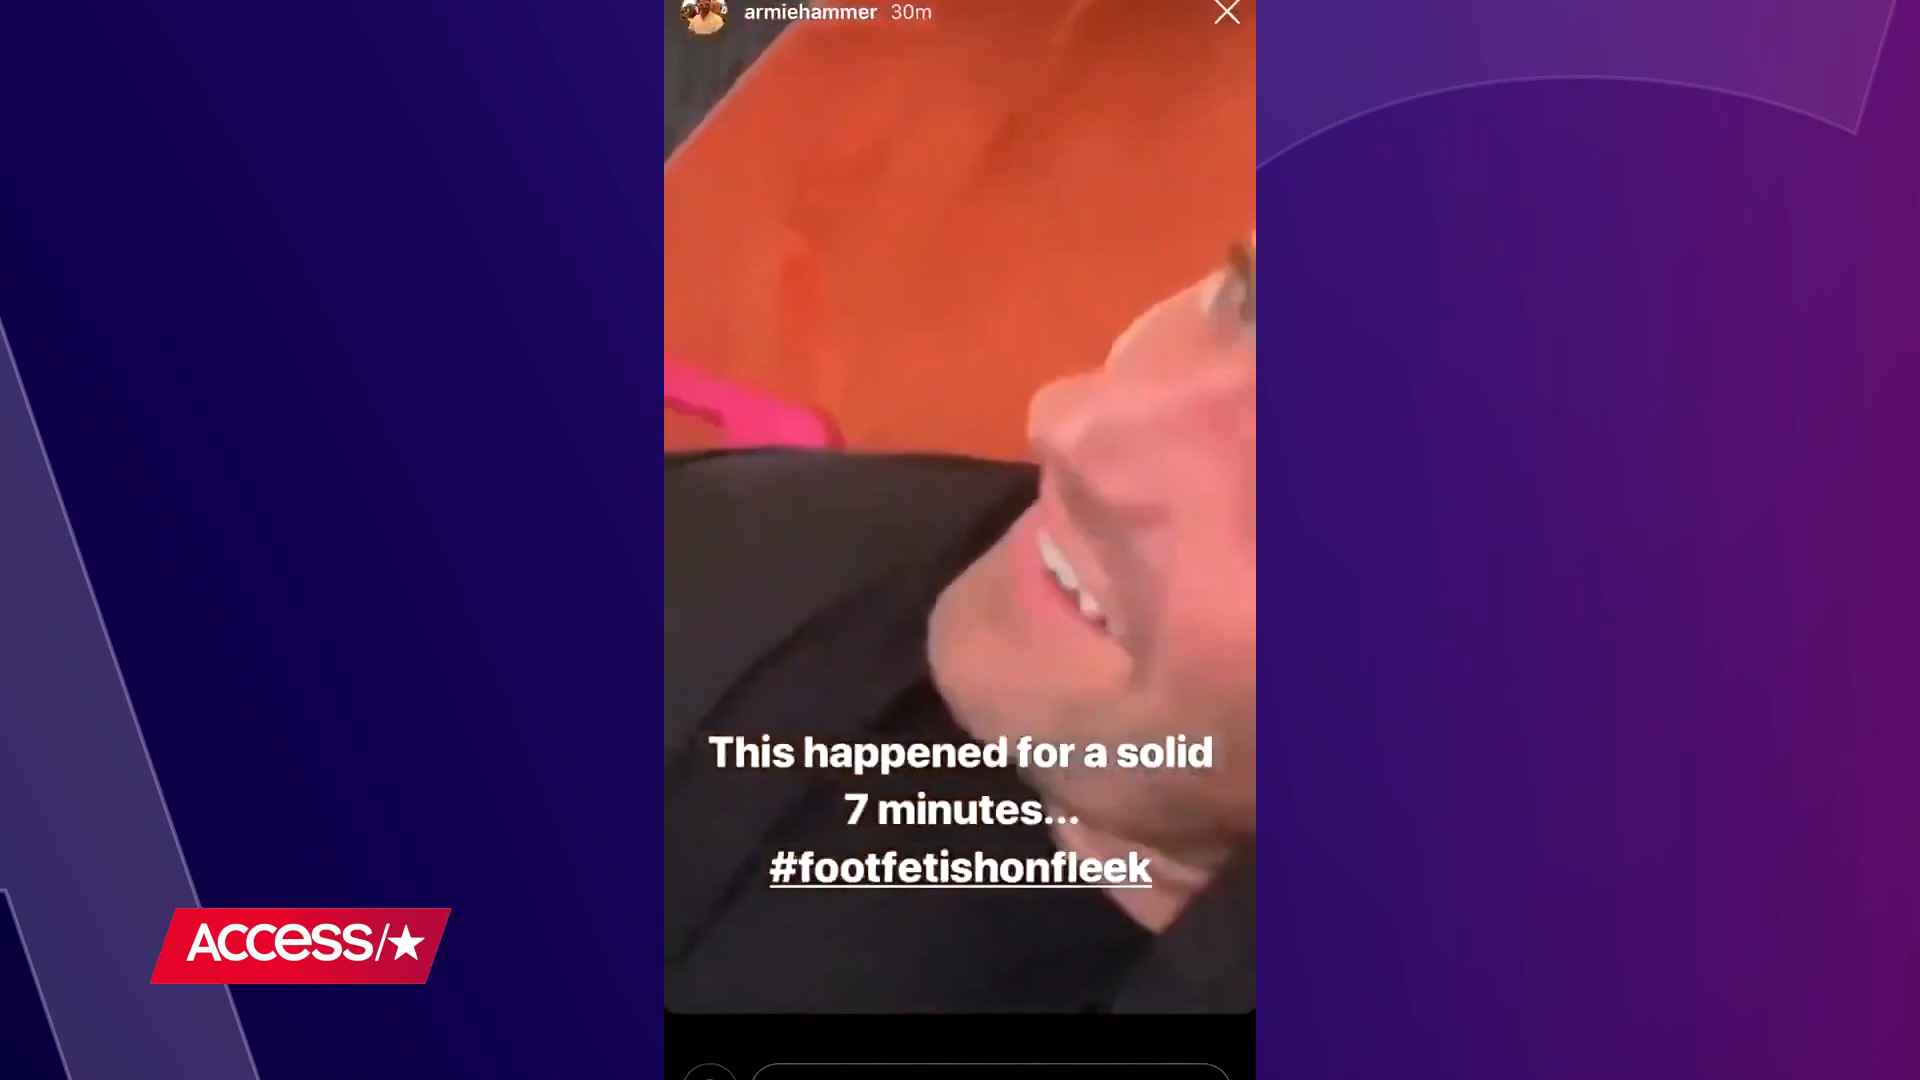 armiehammer 30m
This happened for a solid
7 minutes...
#footfetishonfleek
ACCESS/